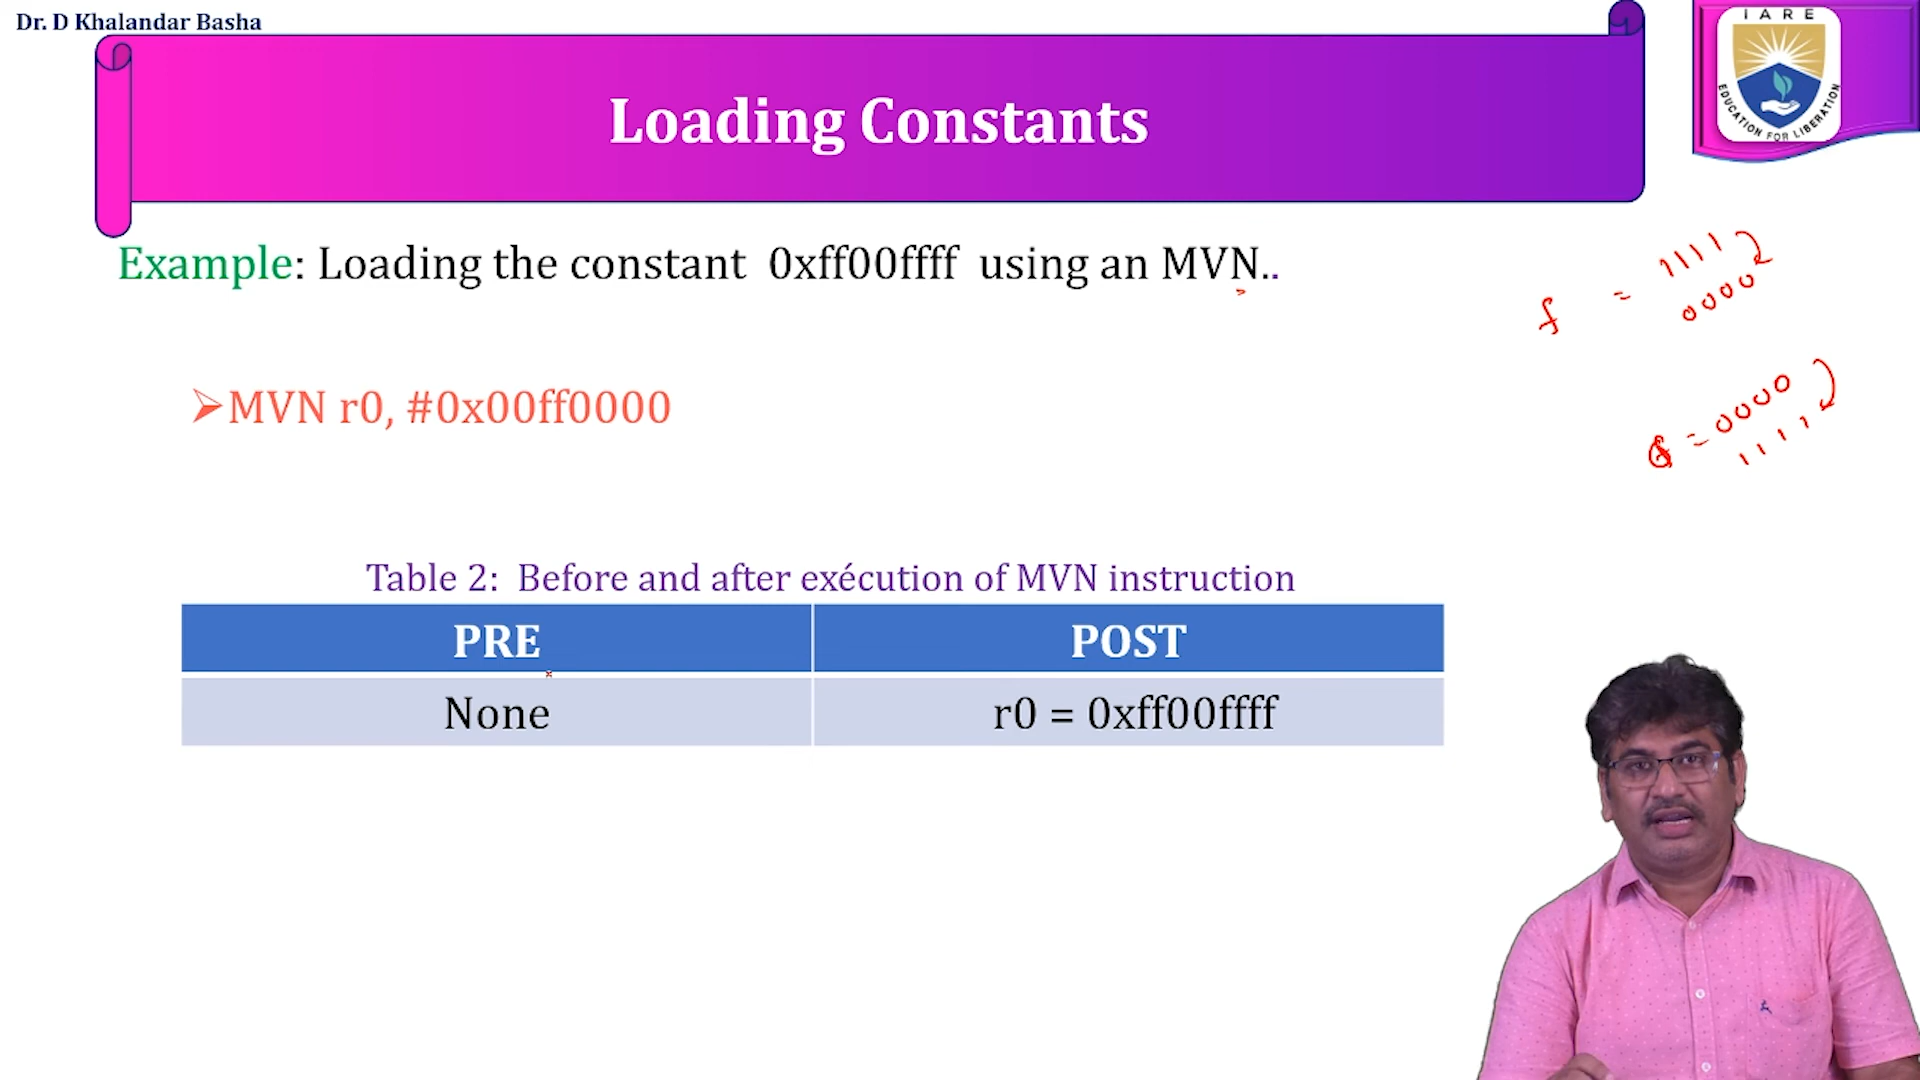 Dr. D Khalandar Basha
IARE
EDUCATION FOR LIBERATION
Loading Constants
Example: Loading the constant 0xff00ffff using an MVN..
1111
f = 0000
MVN r0, #0x00ff0000
= 0000
1111
Table 2: Before and after exécution of MVN instruction
PRE POST
None r0 = 0xff00ffff